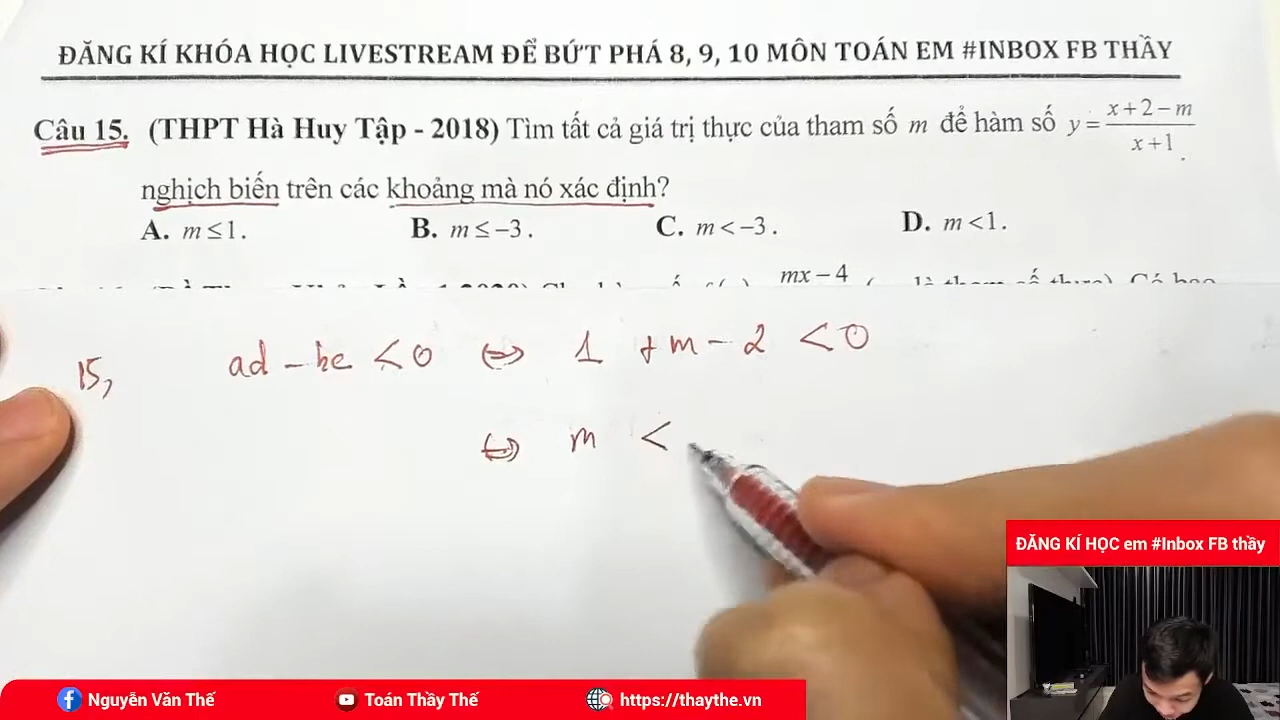 ĐĂNG KÍ KHÓA HỌC LIVESTREAM ĐỂ BỨT PHÁ 8, 9, 10 MÔN TOÁN EM #INBOX FB THẦY
Câu 15. (THPT Hà Huy Tập - 2018) Tìm tất cả giá trị thực của tham số m để hàm số y = (x+2−m)/(x+1)
nghịch biến trên các khoảng mà nó xác định?
A. m ≤ 1. B. m ≤ −3. C. m < −3. D. m < 1.
mx − 4
15, ad − bc < 0 ⇔ 1 + m − 2 < 0
⇔ m <
ĐĂNG KÍ HỌC em #Inbox FB thầy
Nguyễn Văn Thế Toán Thầy Thế https://thaythe.vn